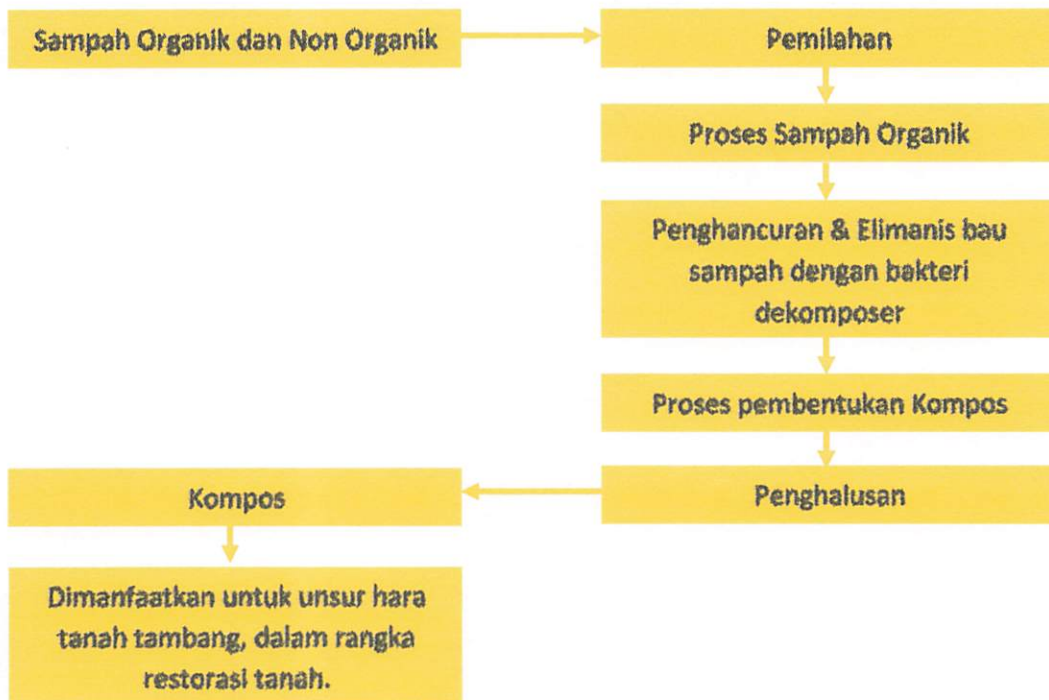 Sampah Organik dan Non Organik
Pemilahan
Proses Sampah Organik
Penghancuran & Elimanis bau
sampah dengan bakteri
dekomposer
Proses pembentukan Kompos
Penghalusan
Kompos
Dimanfaatkan untuk unsur hara
tanah tambang, dalam rangka
restorasi tanah.